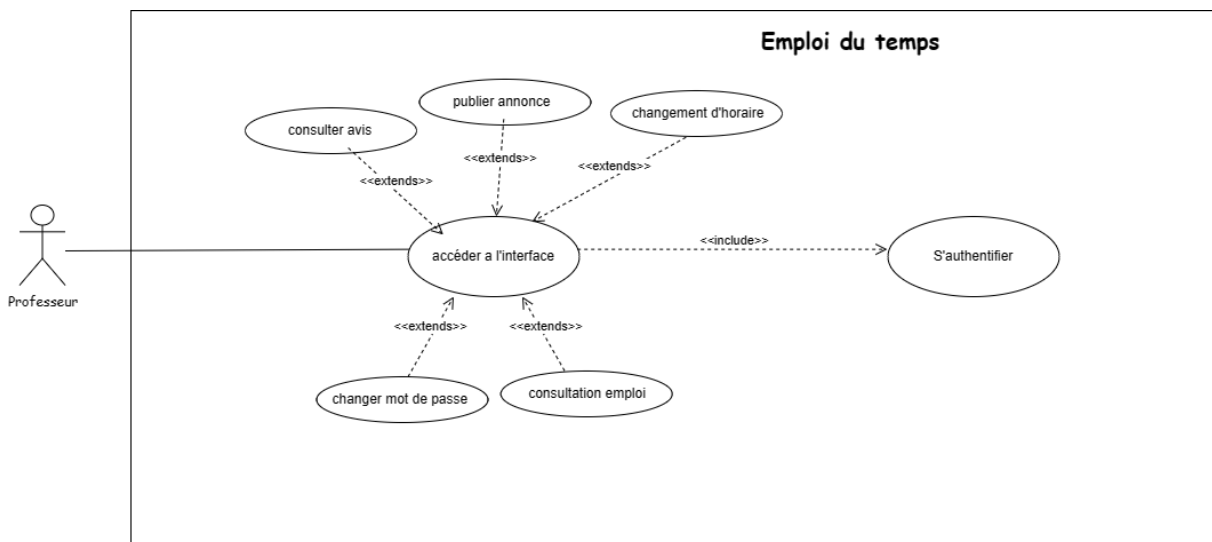 Emploi du temps
publier annonce
changement d'horaire
consulter avis
<<extends>>
<<extends>>
<<extends>>
accéder a l'interface
<<include>>
S'authentifier
Professeur
<<extends>>
<<extends>>
changer mot de passe
consultation emploi